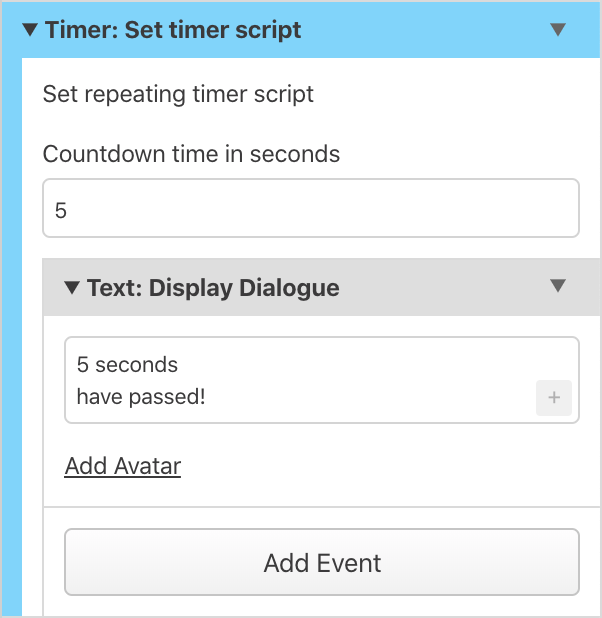 Timer: Set timer script
Set repeating timer script
Countdown time in seconds
5
Text: Display Dialogue
5 seconds
have passed!
+
Add Avatar
Add Event